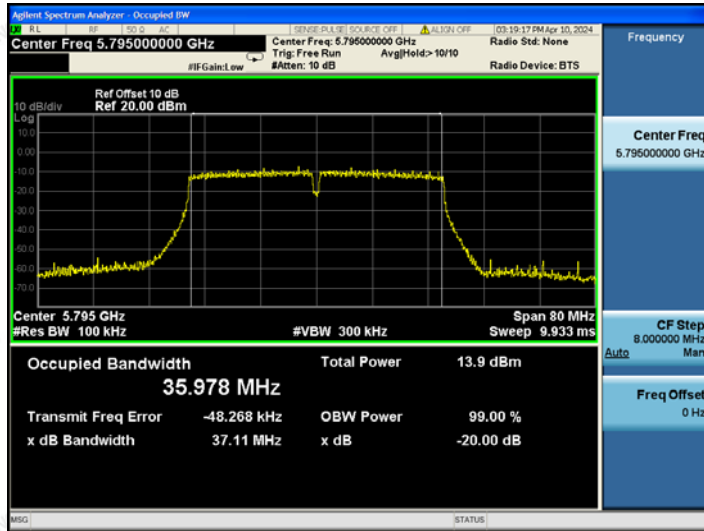 Agilent Spectrum Analyzer - Occupied BW
RL RF 50 Ω AC SENSE:PULSE SOURCE OFF ALIGN OFF 03:19:17 PM Apr 10, 2024
Center Freq 5.795000000 GHz
Center Freq: 5.795000000 GHz
Trig: Free Run Avg|Hold:> 10/10
#IFGain:Low #Atten: 10 dB
Radio Std: None
Radio Device: BTS
Ref Offset 10 dB
10 dB/div Ref 20.00 dBm
Log
10.0
0.00
-10.0
-20.0
-30.0
-40.0
-50.0
-60.0
-70.0
Center 5.795 GHz Span 80 MHz
#Res BW 100 kHz #VBW 300 kHz Sweep 9.933 ms
Occupied Bandwidth Total Power 13.9 dBm
35.978 MHz
Transmit Freq Error -48.268 kHz OBW Power 99.00 %
x dB Bandwidth 37.11 MHz x dB -20.00 dB
MSG STATUS
Frequency
Center Freq
5.795000000 GHz
CF Step
8.000000 MHz
Auto Man
Freq Offset
0 Hz